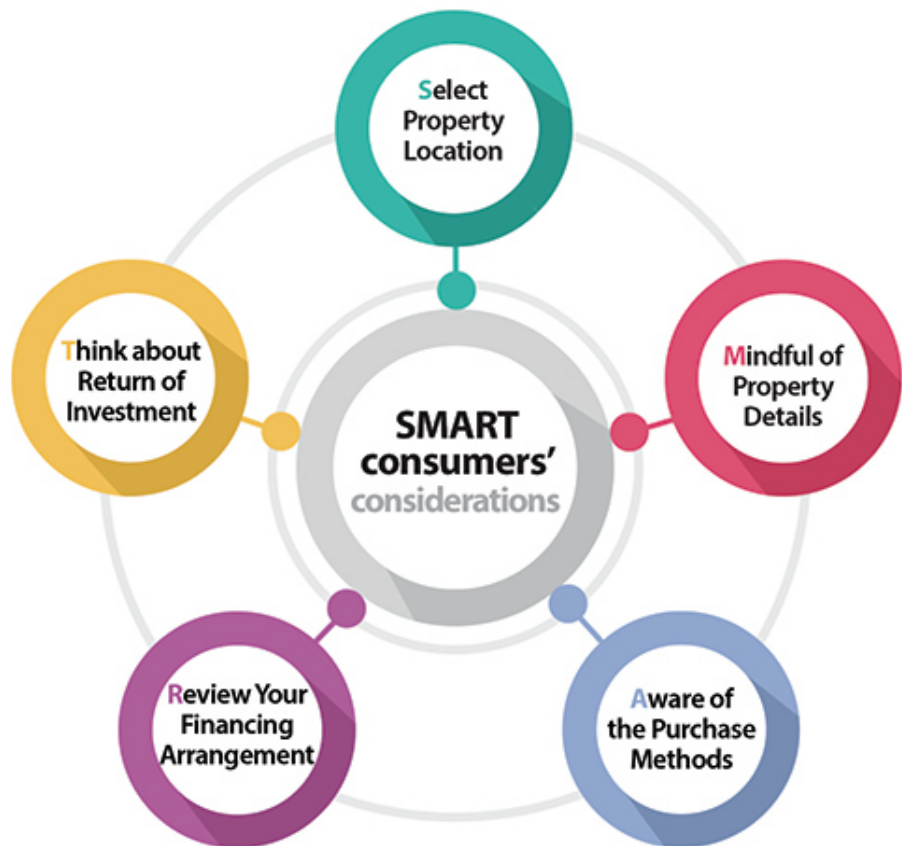 Select
Property
Location
Mindful of
Property
Details
Aware of
the Purchase
Methods
Review Your
Financing
Arrangement
Think about
Return of
Investment
SMART
consumers’
considerations